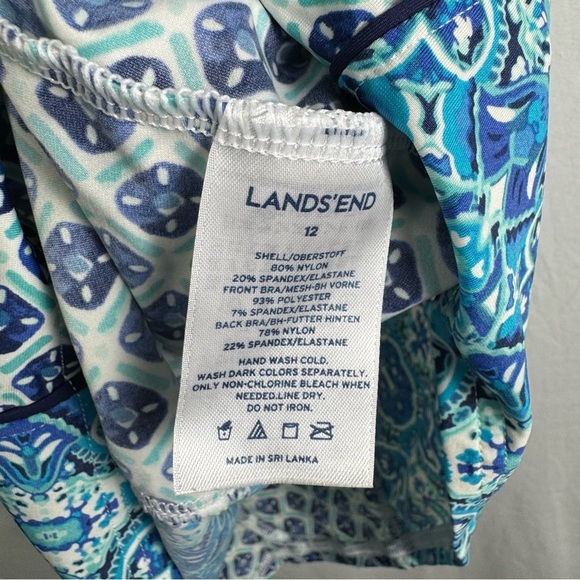 LANDS'END
12
SHELL/OBERSTOFF
80% NYLON
20% SPANDEX/ELASTANE
FRONT BRA/MESH-BH VORNE
93% POLYESTER
7% SPANDEX/ELASTANE
BACK BRA/BH-FUTTER HINTEN
78% NYLON
22% SPANDEX/ELASTANE
HAND WASH COLD.
WASH DARK COLORS SEPARATELY.
ONLY NON-CHLORINE BLEACH WHEN
NEEDED.LINE DRY.
DO NOT IRON.
MADE IN SRI LANKA